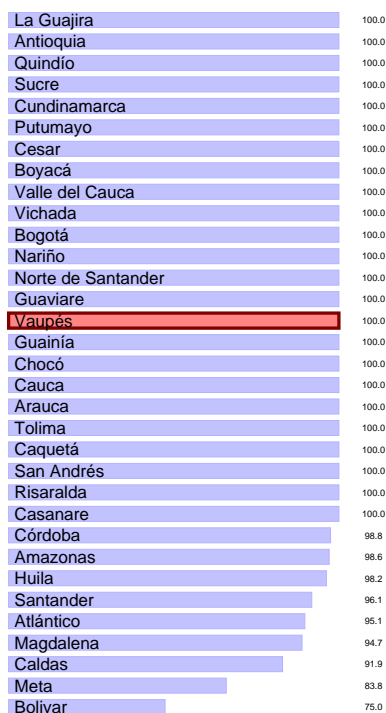 La Guajira 100.0
Antioquia 100.0
Quindío 100.0
Sucre 100.0
Cundinamarca 100.0
Putumayo 100.0
Cesar 100.0
Boyacá 100.0
Valle del Cauca 100.0
Vichada 100.0
Bogotá 100.0
Nariño 100.0
Norte de Santander 100.0
Guaviare 100.0
Vaupés 100.0
Guainía 100.0
Chocó 100.0
Cauca 100.0
Arauca 100.0
Tolima 100.0
Caquetá 100.0
San Andrés 100.0
Risaralda 100.0
Casanare 100.0
Córdoba 98.8
Amazonas 98.6
Huila 98.2
Santander 96.1
Atlántico 95.1
Magdalena 94.7
Caldas 91.9
Meta 83.8
Bolivar 75.0